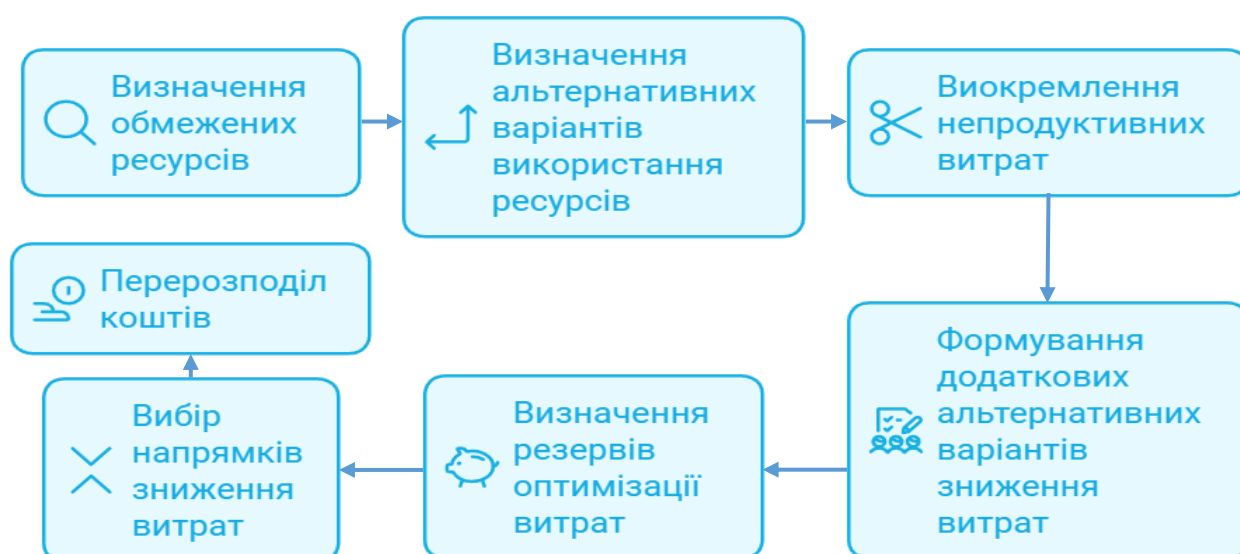 Визначення
обмежених
ресурсів
Визначення
альтернативних
варіантів
використання
ресурсів
Виокремлення
непродуктивних
витрат
Формування
додаткових
альтернативних
варіантів
зниження
витрат
Визначення
резервів
оптимізації
витрат
Вибір
напрямків
зниження
витрат
Перерозподіл
коштів